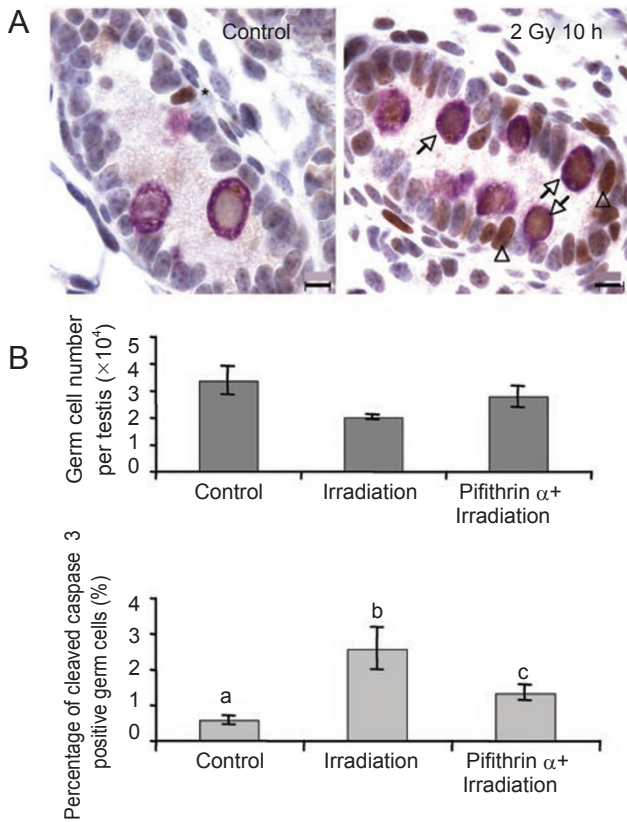 A
Control
*
2 Gy 10 h
B
Germ cell number
per testis (×10⁴)
5
4
3
2
1
0
Control
Irradiation
Pifithrin α+
Irradiation
Percentage of cleaved caspase 3
positive germ cells (%)
5
4
3
2
1
0
a
b
c
Control
Irradiation
Pifithrin α+
Irradiation